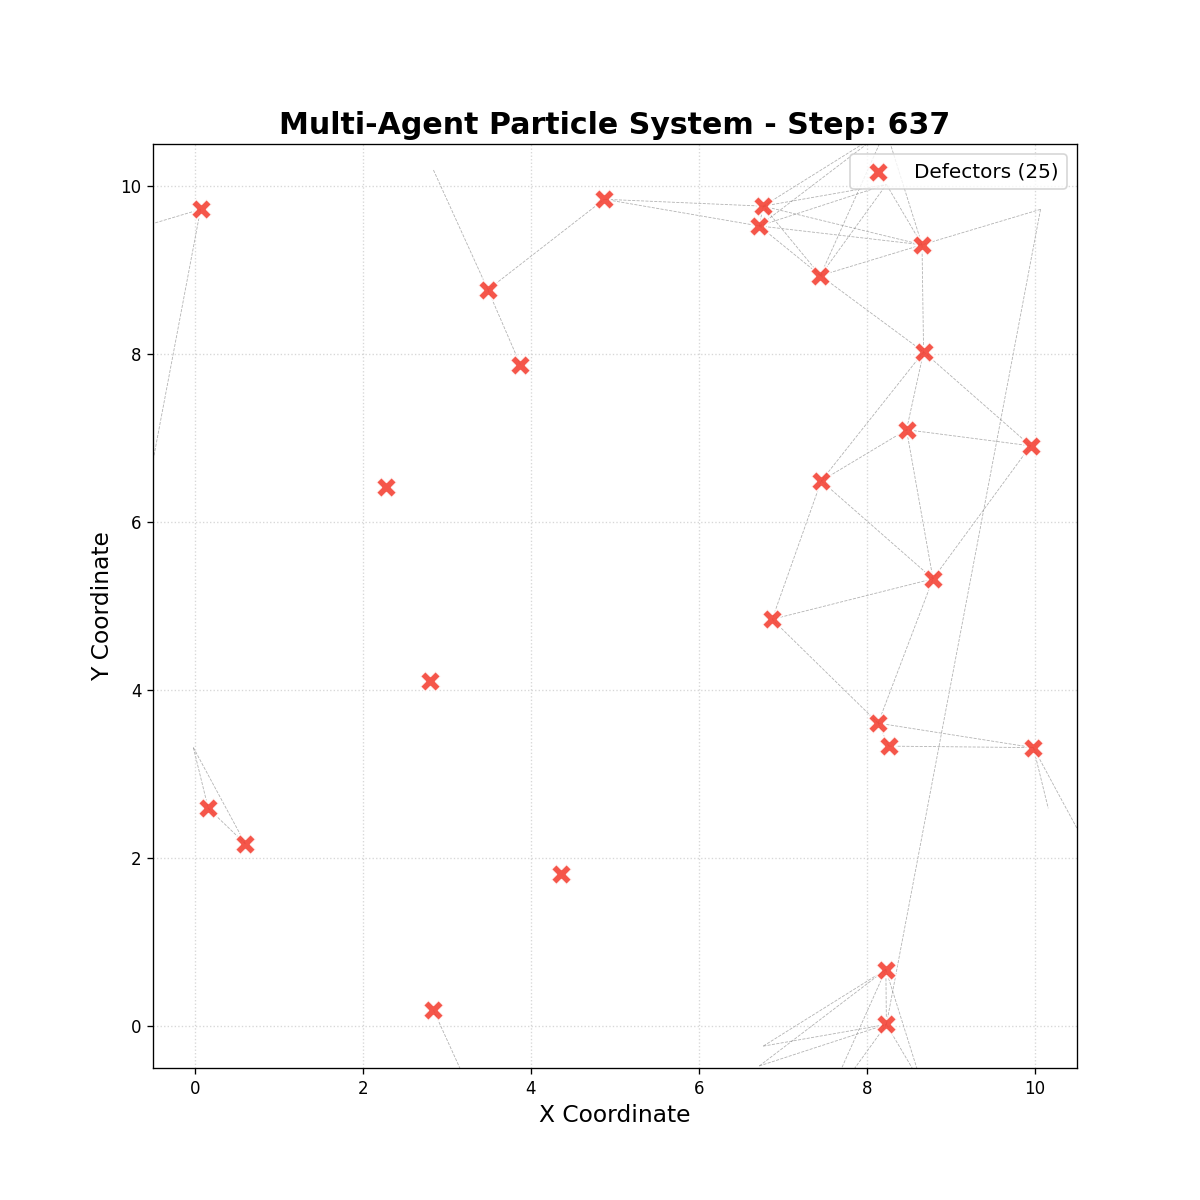 Multi-Agent Particle System - Step: 637
Defectors (25)
10
8
6
4
2
0
Y Coordinate
0 2 4 6 8 10
X Coordinate